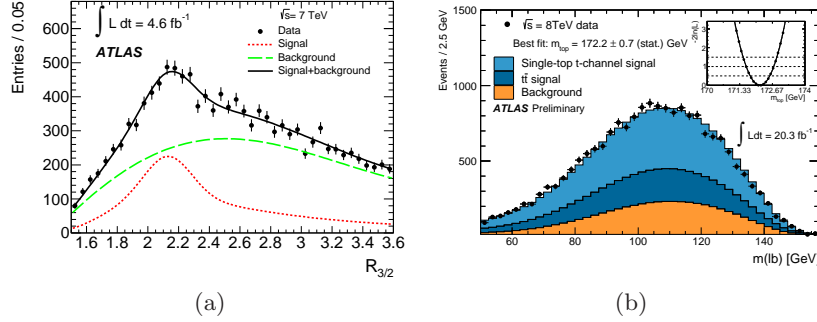 ∫ L dt = 4.6 fb⁻¹
√s = 7 TeV
ATLAS
Data
Signal
Background
Signal+background
Entries / 0.05
600
500
400
300
200
100
0
1.6 1.8 2 2.2 2.4 2.6 2.8 3 3.2 3.4 3.6
R3/2
(a)
Events / 2.5 GeV
1500
1000
500
√s = 8TeV data
Best fit: mtop = 172.2 ± 0.7 (stat.) GeV
Single-top t-channel signal
tt̄ signal
Background
ATLAS Preliminary
∫ Ldt = 20.3 fb⁻¹
-2ln(L)
3
2
1
0
170 171.33 172.67 174
mtop [GeV]
60 80 100 120 140
m(lb) [GeV]
(b)